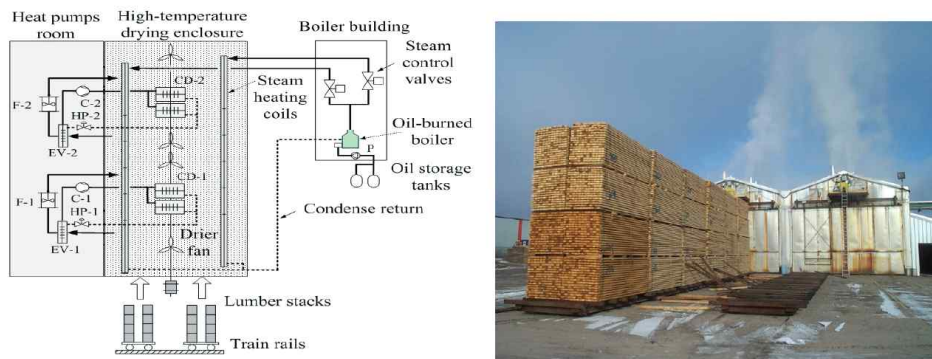 Heat pumps
room
High-temperature
drying enclosure
Boiler building
Steam
control
valves
CD-2
Steam
heating
coils
F-2
C-2
HP-2
EV-2
Oil-burned
boiler
P
Oil storage
tanks
CD-1
F-1
C-1
HP-1
EV-1
Condense return
Drier
fan
Lumber stacks
Train rails